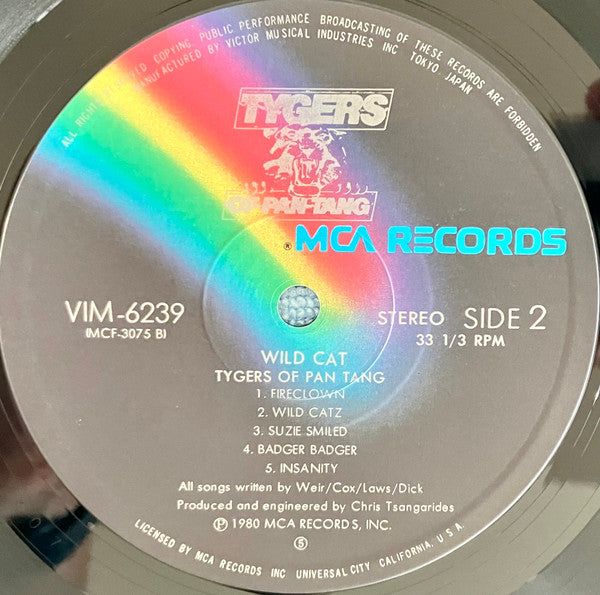 ALL RIGHTS RESERVED COPYING, PUBLIC PERFORMANCE BROADCASTING OF THESE RECORDS ARE FORBIDDEN
MANUFACTURED BY VICTOR MUSICAL INDUSTRIES INC TOKYO, JAPAN
TYGERS
OF·PAN·TANG
® MCA RECORDS
VIM-6239
(MCF-3075 B)
STEREO SIDE 2
33 1/3 RPM
WILD CAT
TYGERS OF PAN TANG
1. FIRECLOWN
2. WILD CATZ
3. SUZIE SMILED
4. BADGER BADGER
5. INSANITY
All songs written by Weir/Cox/Laws/Dick
Produced and engineered by Chris Tsangarides
℗ 1980 MCA RECORDS, INC.
⑤
LICENSED BY MCA RECORDS INC UNIVERSAL CITY CALIFORNIA, U.S.A.